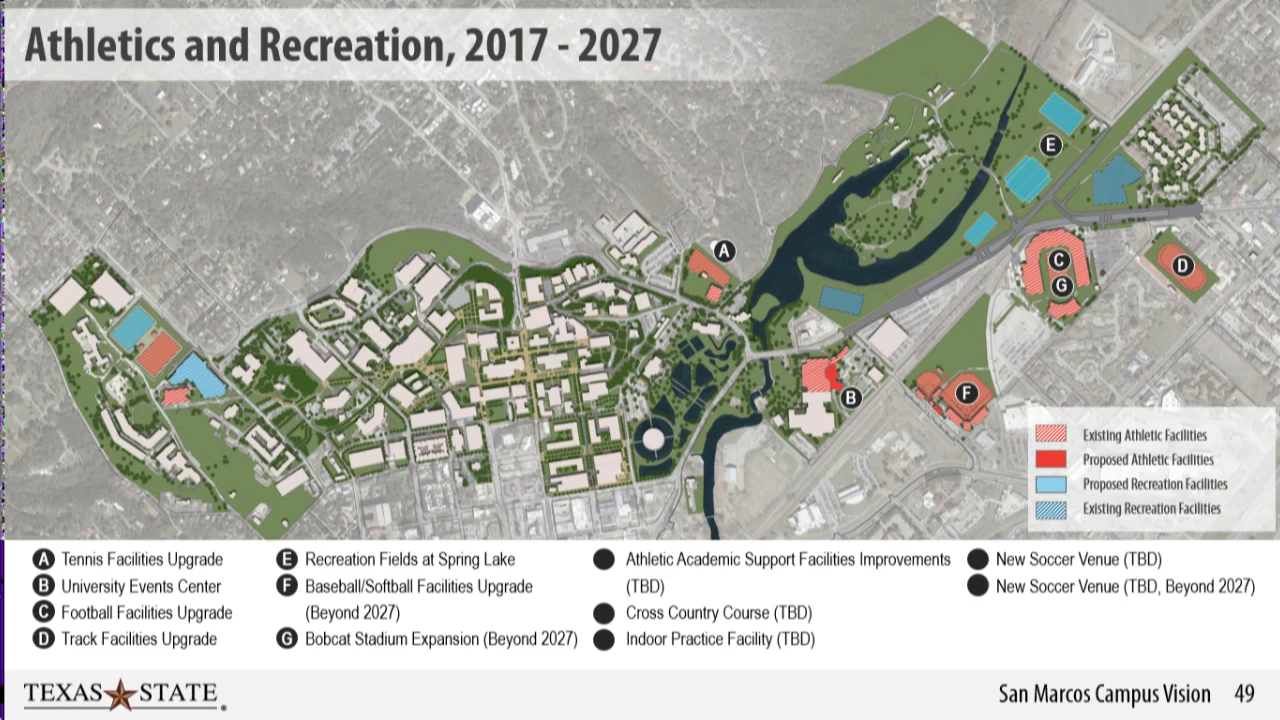 Athletics and Recreation, 2017 - 2027
A
E
C
G
D
B
F
Existing Athletic Facilities
Proposed Athletic Facilities
Proposed Recreation Facilities
Existing Recreation Facilities
A Tennis Facilities Upgrade
B University Events Center
C Football Facilities Upgrade
D Track Facilities Upgrade
E Recreation Fields at Spring Lake
F Baseball/Softball Facilities Upgrade
(Beyond 2027)
G Bobcat Stadium Expansion (Beyond 2027)
Athletic Academic Support Facilities Improvements
(TBD)
Cross Country Course (TBD)
Indoor Practice Facility (TBD)
New Soccer Venue (TBD)
New Soccer Venue (TBD, Beyond 2027)
TEXAS STATE ®
San Marcos Campus Vision 49